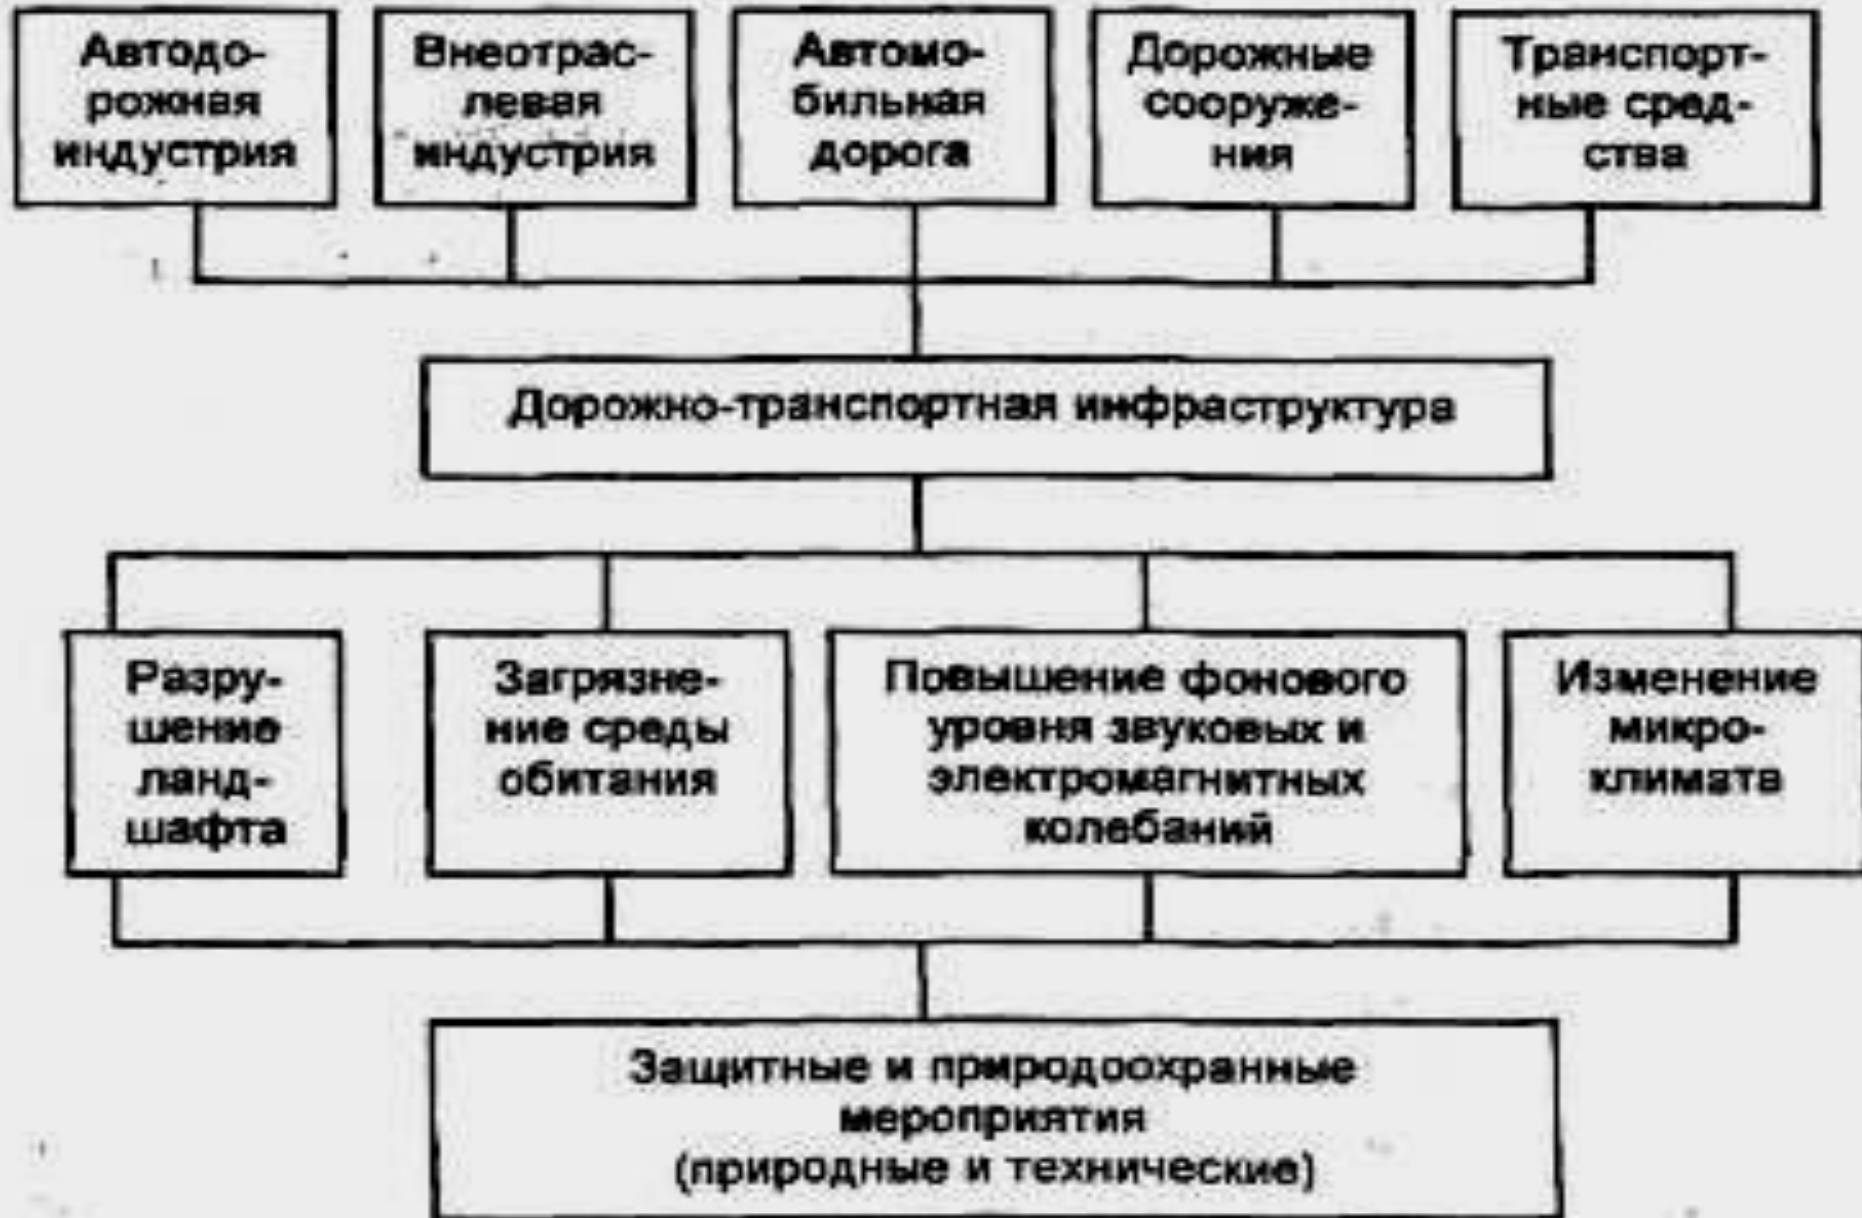 Автодо-
рожная
индустрия
Внеотрас-
левая
индустрия
Автомо-
бильная
дорога
Дорожные
сооруже-
ния
Транспорт-
ные сред-
ства
Дорожно-транспортная инфраструктура
Разру-
шение
ланд-
шафта
Загрязне-
ние среды
обитания
Повышение фонового
уровня звуковых и
электромагнитных
колебаний
Изменение
микро-
климата
Защитные и природоохранные
мероприятия
(природные и технические)